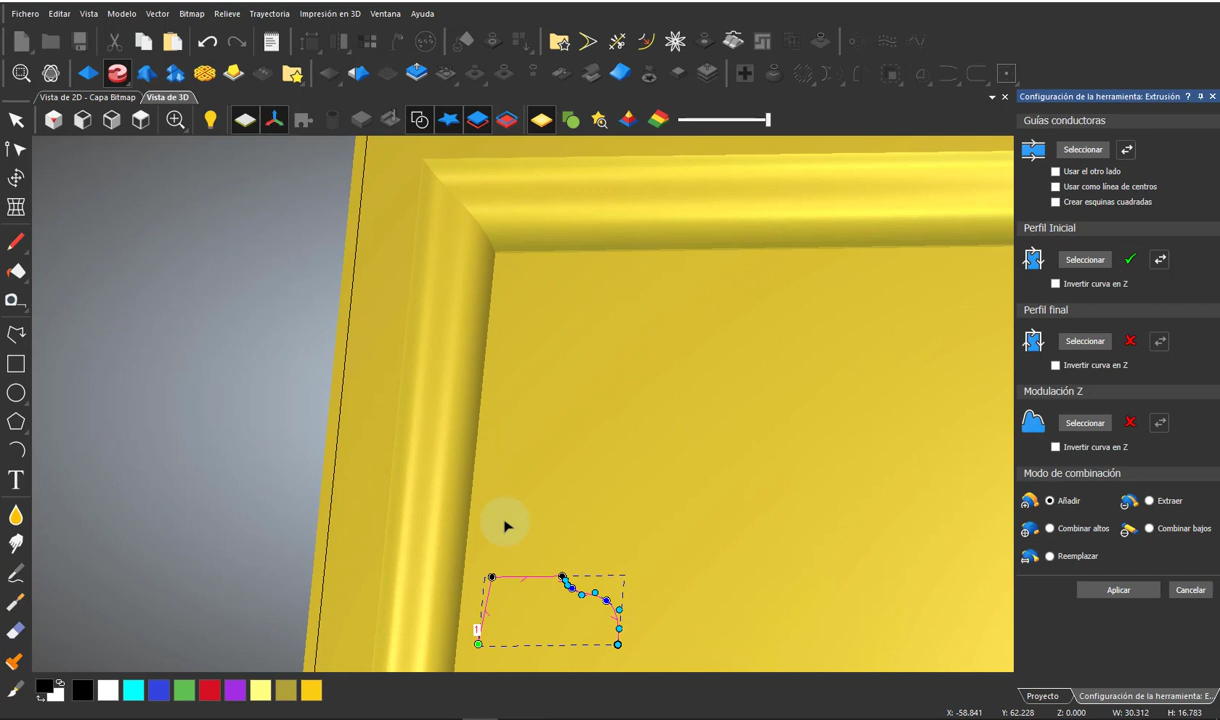 Fichero Editar Vista Modelo Vector Bitmap Relieve Trayectoria Impresión en 3D Ventana Ayuda
Vista de 2D - Capa Bitmap Vista de 3D
Configuración de la herramienta: Extrusión ?
Guías conductoras
Seleccionar
Usar el otro lado
Usar como línea de centros
Crear esquinas cuadradas
Perfil Inicial
Seleccionar
Invertir curva en Z
Perfil final
Seleccionar
Invertir curva en Z
Modulación Z
Seleccionar
Invertir curva en Z
Modo de combinación
Añadir Extraer
Combinar altos Combinar bajos
Reemplazar
Aplicar Cancelar
Proyecto Configuración de la herramienta: E...
X: -58.841 Y: 62.228 Z: 0.000 W: 30.312 H: 16.783